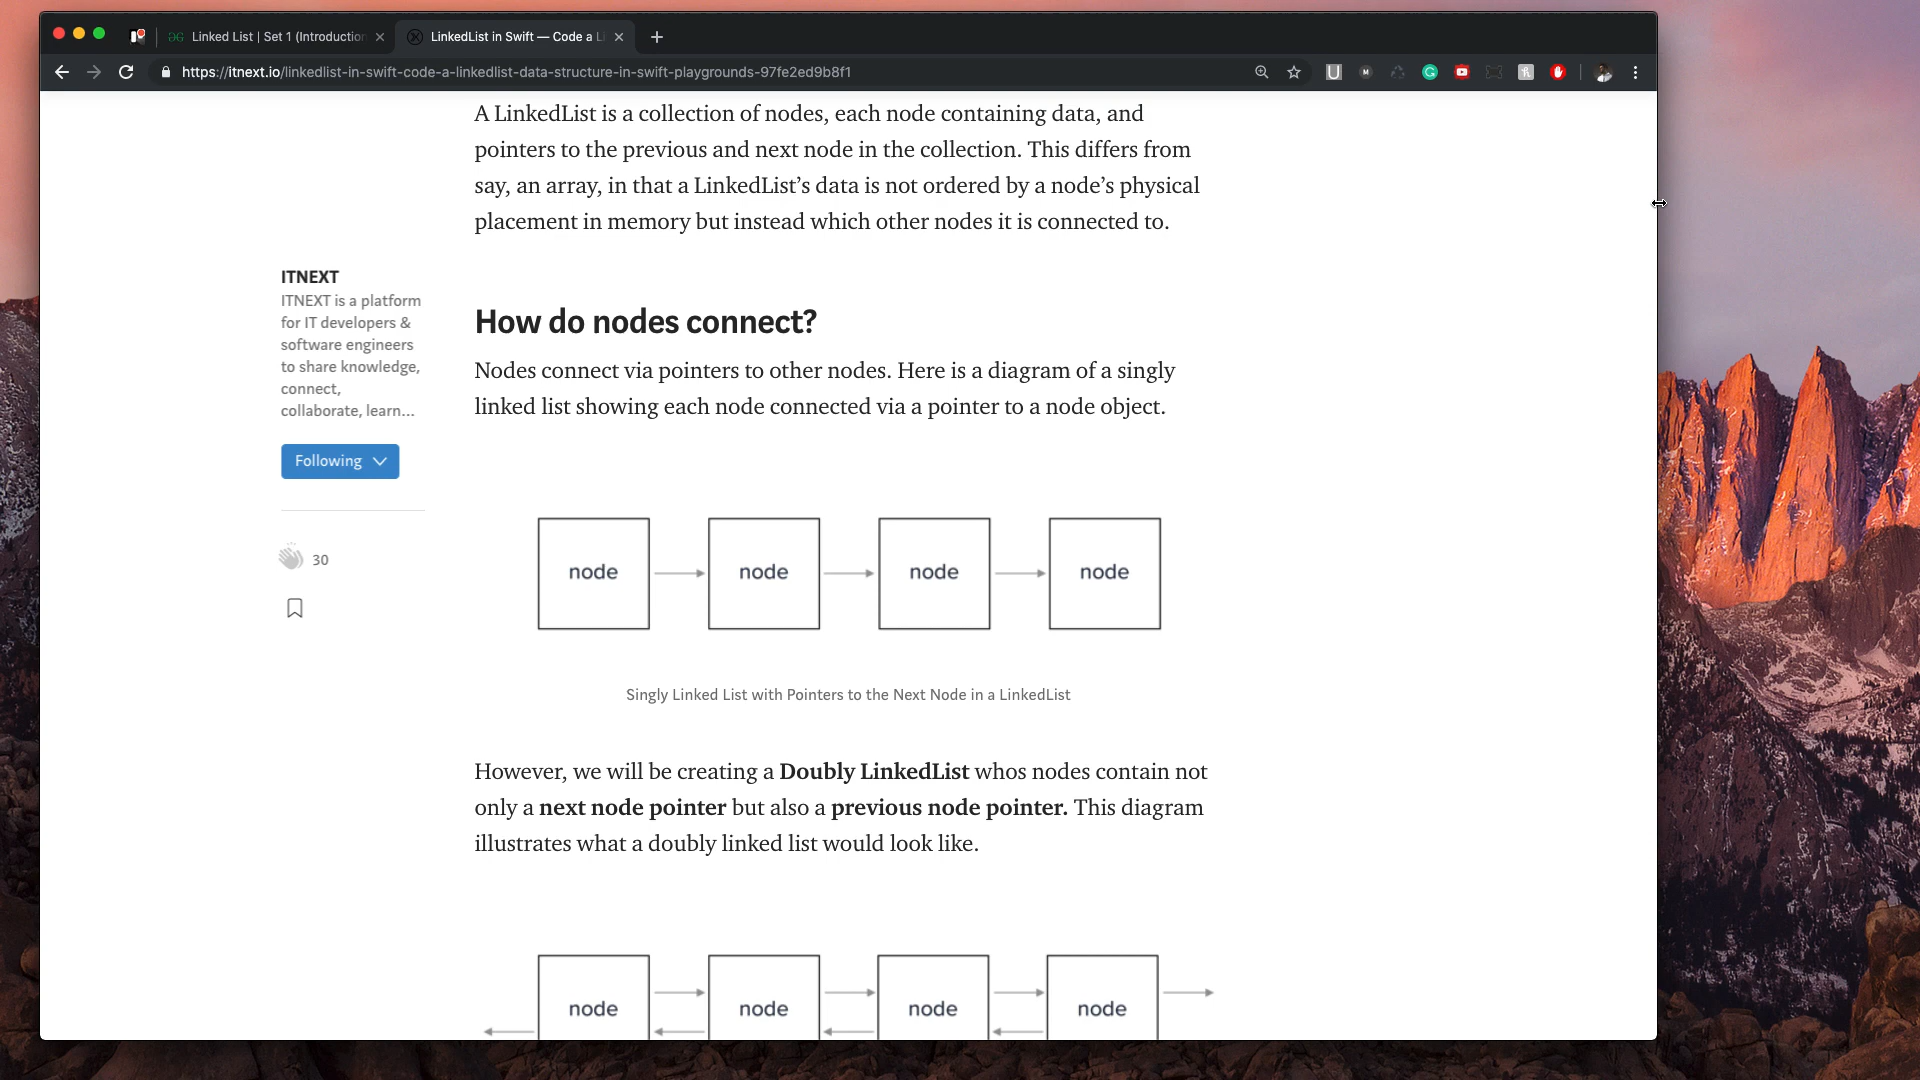 Linked List | Set 1 (Introduction
LinkedList in Swift — Code a Li
https://itnext.io/linkedlist-in-swift-code-a-linkedlist-data-structure-in-swift-playgrounds-97fe2ed9b8f1
A LinkedList is a collection of nodes, each node containing data, and
pointers to the previous and next node in the collection. This differs from
say, an array, in that a LinkedList’s data is not ordered by a node’s physical
placement in memory but instead which other nodes it is connected to.
ITNEXT
ITNEXT is a platform
for IT developers &
software engineers
to share knowledge,
connect,
collaborate, learn…
Following
30
How do nodes connect?
Nodes connect via pointers to other nodes. Here is a diagram of a singly
linked list showing each node connected via a pointer to a node object.
node node node node
Singly Linked List with Pointers to the Next Node in a LinkedList
However, we will be creating a Doubly LinkedList whos nodes contain not
only a next node pointer but also a previous node pointer. This diagram
illustrates what a doubly linked list would look like.
node node node node